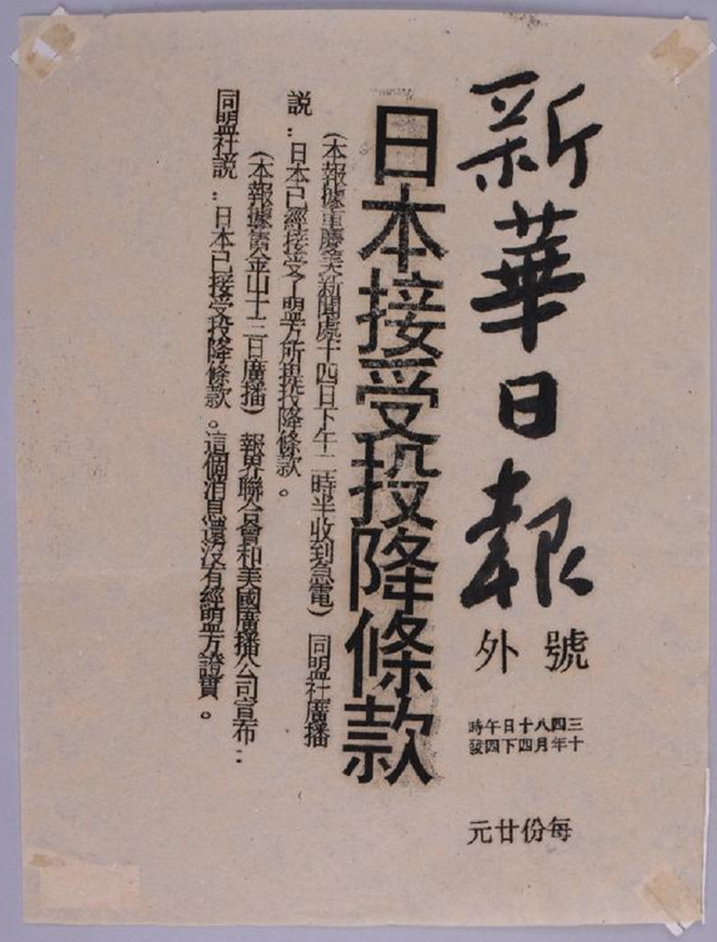 新華日報
號外
三十四年八月十四日下午四時發
每份廿元
日本接受投降條款
（本報據重慶美新聞處十四日下午二時半收到急電）同盟社廣播
説：日本已經接受了盟方所提投降條款。
（本報據舊金山十三日廣播）報界聯合會和美國廣播公司宣布：
同盟社説：日本已接受投降條款。這個消息還沒有經盟方證實。